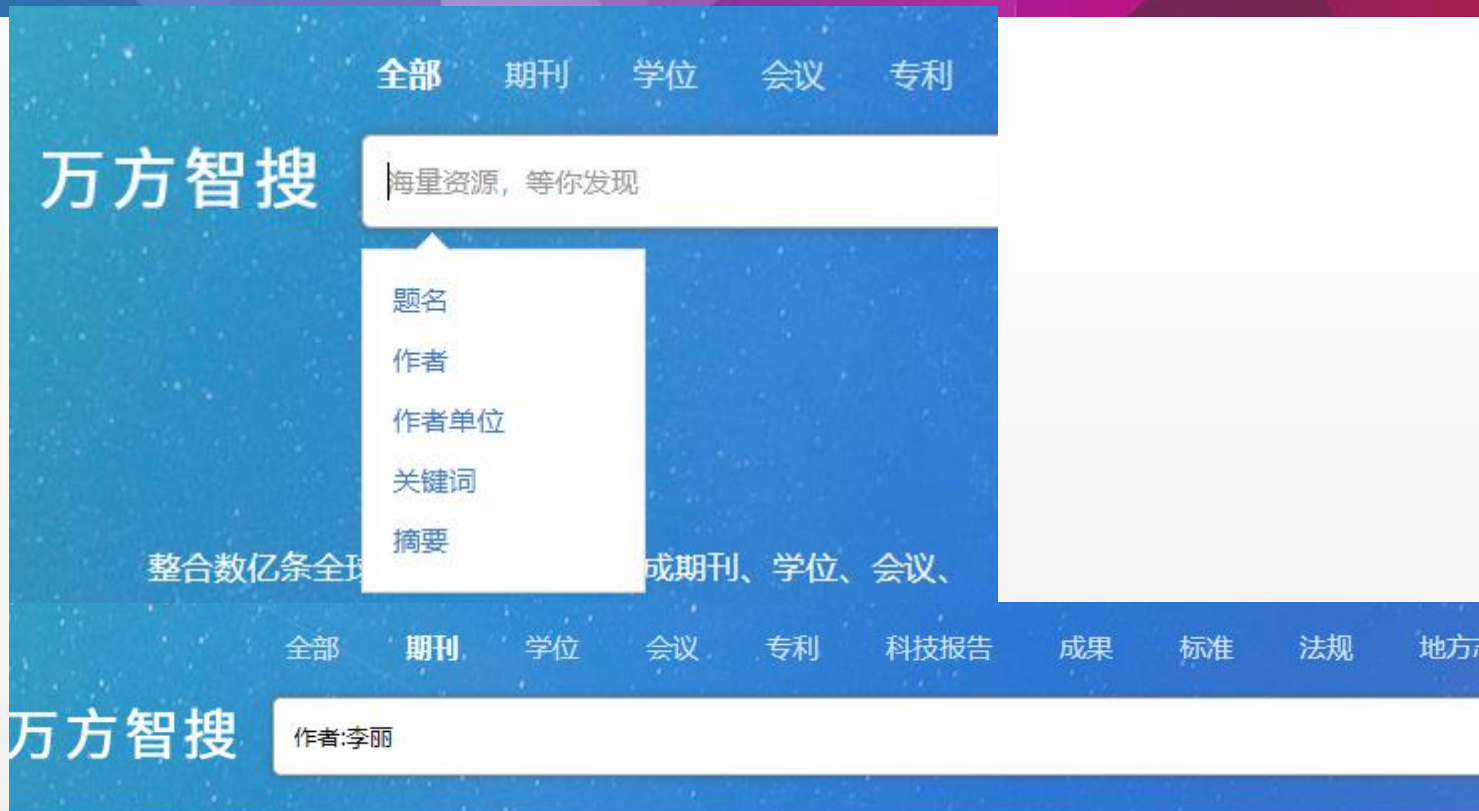 全部 期刊 学位 会议 专利
万方智搜 海量资源，等你发现
题名
作者
作者单位
关键词
摘要
整合数亿条全 成期刊、学位、会议、
全部 期刊 学位 会议 专利 科技报告 成果 标准 法规 地方
万方智搜 作者:李丽